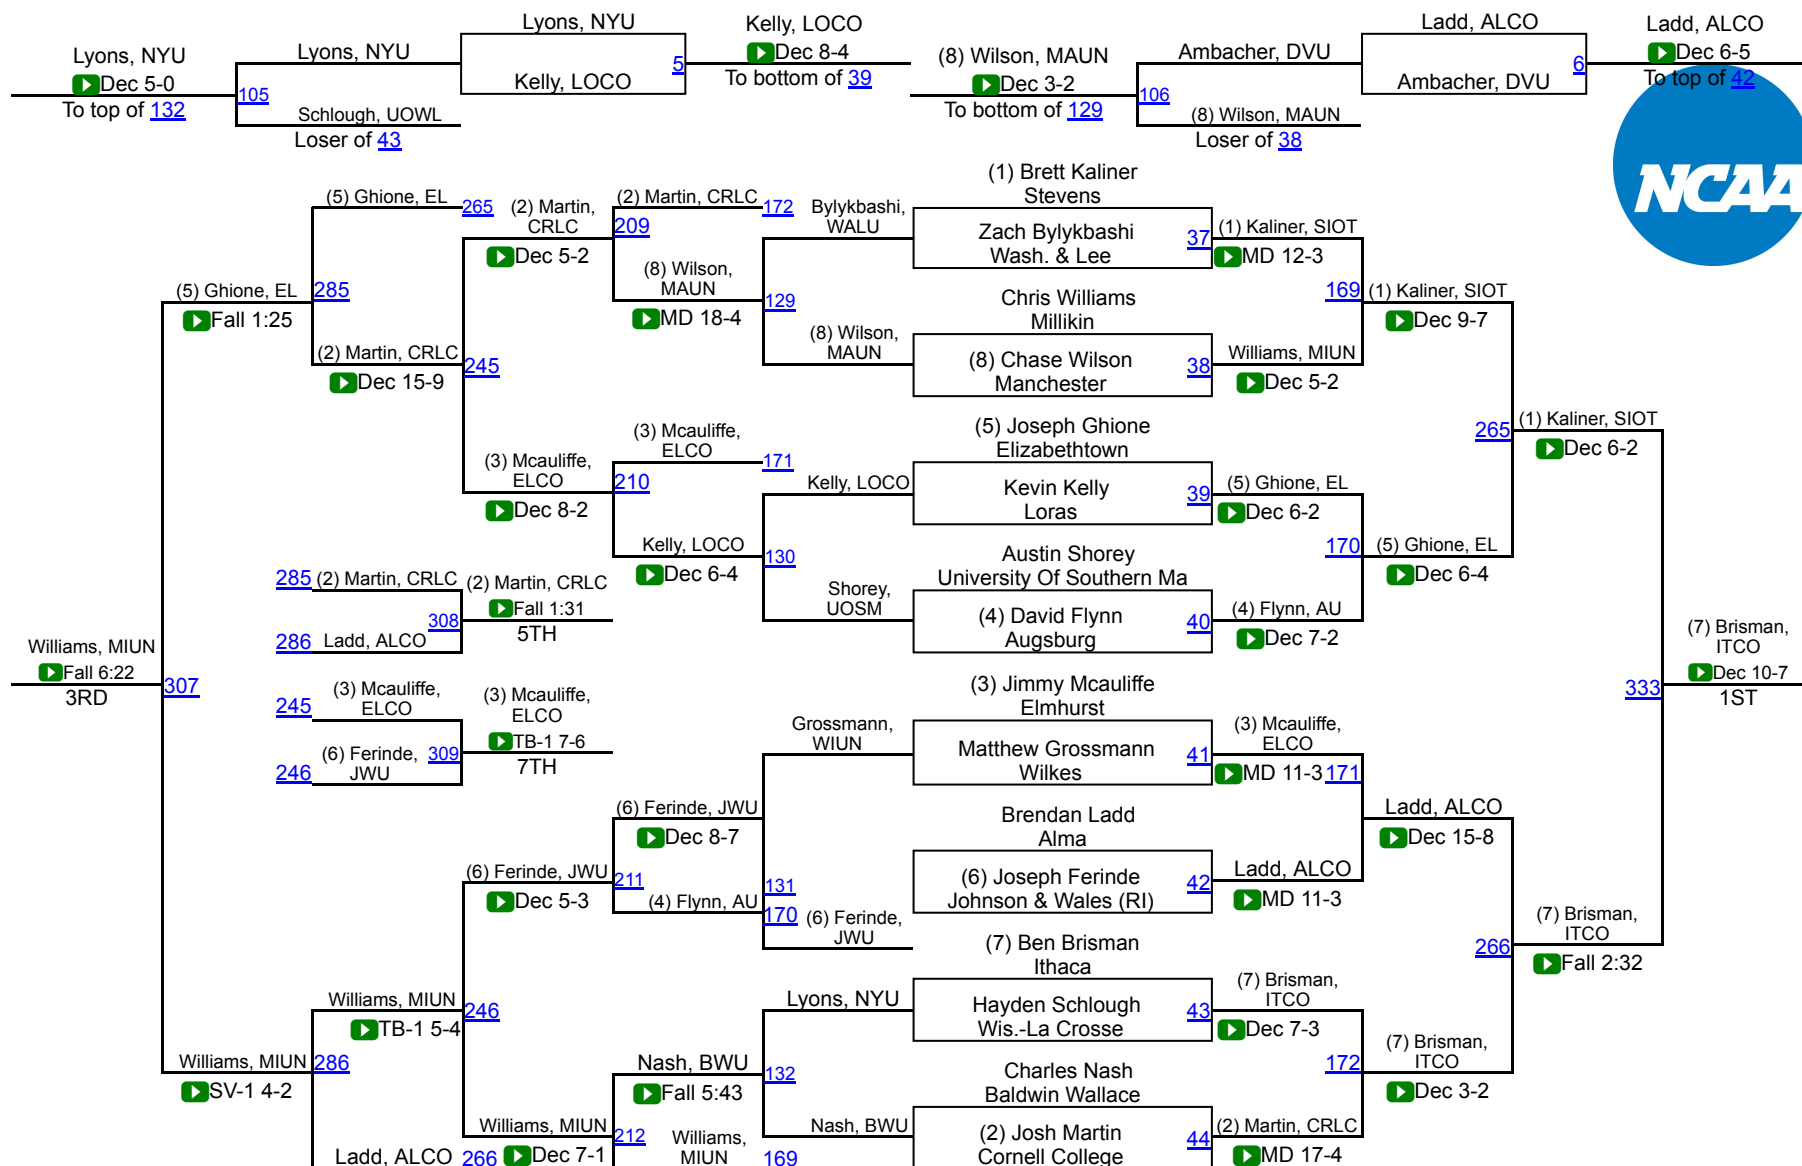 Lyons, NYU
Dec 5-0
To top of 132
Lyons, NYU
105
Schlough, UOWL
Loser of 43
Lyons, NYU
Kelly, LOCO
5
Kelly, LOCO
Dec 8-4
To bottom of 39
(8) Wilson, MAUN
Dec 3-2
To bottom of 129
Ambacher, DVU
106
(8) Wilson, MAUN
Loser of 38
Ladd, ALCO
Ambacher, DVU
6
Ladd, ALCO
Dec 6-5
To top of 42
NCAA
(5) Ghione, EL
265
(2) Martin,
CRLC
Dec 5-2
(2) Martin, CRLC
172
209
(8) Wilson,
MAUN
MD 18-4
Bylykbashi,
WALU
129
(8) Wilson,
MAUN
(1) Brett Kaliner
Stevens
Zach Bylykbashi
Wash. & Lee
37
(1) Kaliner, SIOT
MD 12-3
Chris Williams
Millikin
(8) Chase Wilson
Manchester
38
Williams, MIUN
Dec 5-2
169
(1) Kaliner, SIOT
Dec 9-7
(5) Ghione, EL
285
Fall 1:25
(2) Martin, CRLC
Dec 15-9
245
(3) Mcauliffe,
ELCO
Dec 8-2
(3) Mcauliffe,
ELCO
171
210
Kelly, LOCO
Dec 6-4
Kelly, LOCO
130
Shorey,
UOSM
(5) Joseph Ghione
Elizabethtown
Kevin Kelly
Loras
39
(5) Ghione, EL
Dec 6-2
Austin Shorey
University Of Southern Ma
(4) David Flynn
Augsburg
40
(4) Flynn, AU
Dec 7-2
170
(5) Ghione, EL
Dec 6-4
265
(1) Kaliner, SIOT
Dec 6-2
285
(2) Martin, CRLC
308
286
Ladd, ALCO
(2) Martin, CRLC
Fall 1:31
5TH
Williams, MIUN
Fall 6:22
3RD
307
245
(3) Mcauliffe,
ELCO
309
246
(6) Ferinde,
JWU
(3) Mcauliffe,
ELCO
TB-1 7-6
7TH
333
(7) Brisman,
ITCO
Dec 10-7
1ST
Grossmann,
WIUN
(3) Jimmy Mcauliffe
Elmhurst
Matthew Grossmann
Wilkes
41
(3) Mcauliffe,
ELCO
MD 11-3
171
Brendan Ladd
Alma
(6) Joseph Ferinde
Johnson & Wales (RI)
42
Ladd, ALCO
MD 11-3
Ladd, ALCO
Dec 15-8
(6) Ferinde, JWU
Dec 8-7
(6) Ferinde, JWU
Dec 5-3
211
(4) Flynn, AU
131
170
(6) Ferinde,
JWU
(7) Ben Brisman
Ithaca
Hayden Schlough
Wis.-La Crosse
43
(7) Brisman,
ITCO
Dec 7-3
266
(7) Brisman,
ITCO
Fall 2:32
Williams, MIUN
TB-1 5-4
246
Lyons, NYU
132
Nash, BWU
Fall 5:43
Nash, BWU
Charles Nash
Baldwin Wallace
(2) Josh Martin
Cornell College
44
(2) Martin, CRLC
MD 17-4
172
(7) Brisman,
ITCO
Dec 3-2
Williams, MIUN
SV-1 4-2
286
Williams, MIUN
Dec 7-1
212
Williams,
MIUN
169
Ladd, ALCO
266